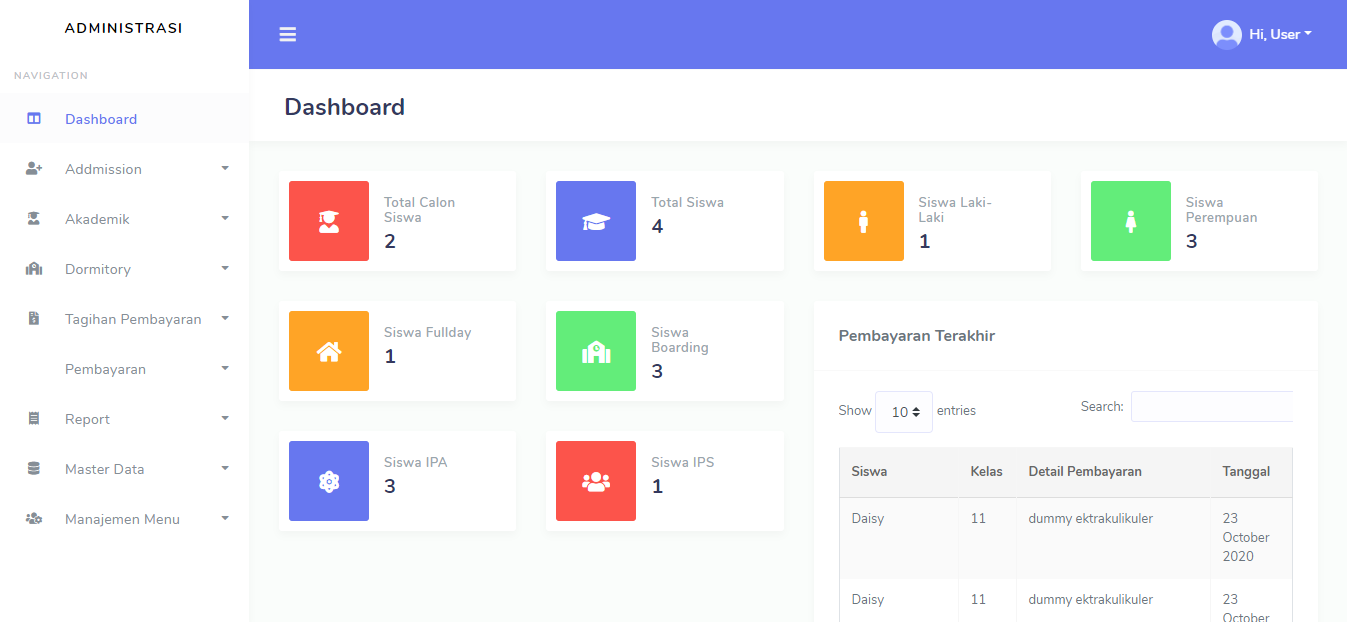 ADMINISTRASI
NAVIGATION
Dashboard
Addmission
Akademik
Dormitory
Tagihan Pembayaran
Pembayaran
Report
Master Data
Manajemen Menu
Hi, User
Dashboard
Total Calon
Siswa
2
Total Siswa
4
Siswa Laki-
Laki
1
Siswa
Perempuan
3
Siswa Fullday
1
Siswa
Boarding
3
Siswa IPA
3
Siswa IPS
1
Pembayaran Terakhir
Show 10 entries
Search:
Siswa Kelas Detail Pembayaran Tanggal
Daisy 11 dummy ektrakulikuler 23
October
2020
Daisy 11 dummy ektrakulikuler 23
October